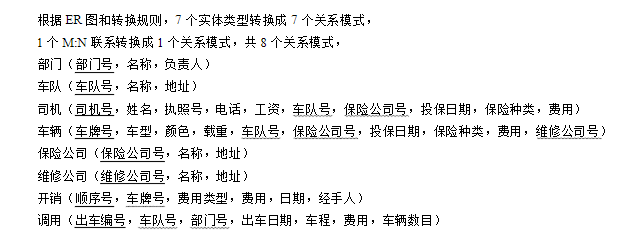 根据 ER 图和转换规则，7 个实体类型转换成 7 个关系模式，
1 个 M:N 联系转换成 1 个关系模式，共 8 个关系模式，
部门（部门号，名称，负责人）
车队（车队号，名称，地址）
司机（司机号，姓名，执照号，电话，工资，车队号，保险公司号，投保日期，保险种类，费用）
车辆（车牌号，车型，颜色，载重，车队号，保险公司号，投保日期，保险种类，费用，维修公司号）
保险公司（保险公司号，名称，地址）
维修公司（维修公司号，名称，地址）
开销（顺序号，车牌号，费用类型，费用，日期，经手人）
调用（出车编号，车队号，部门号，出车日期，车程，费用，车辆数目）